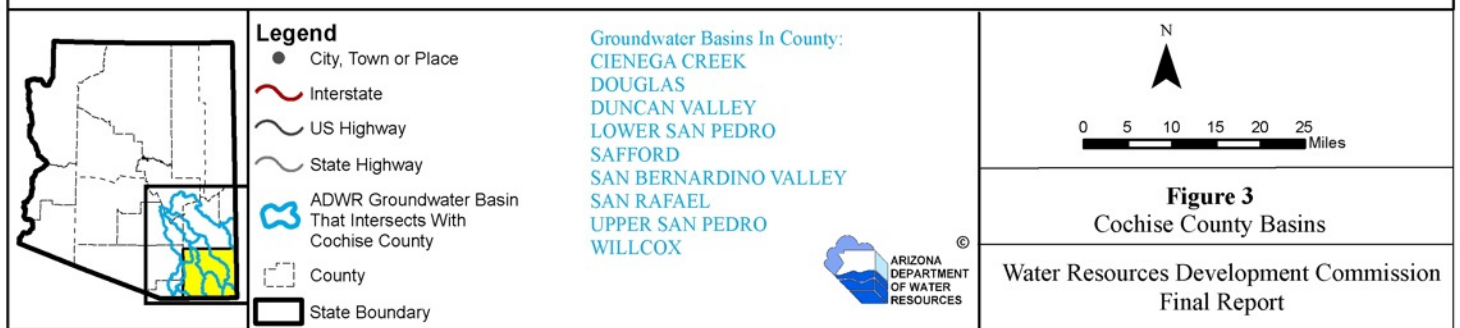 Legend
City, Town or Place
Interstate
US Highway
State Highway
ADWR Groundwater Basin
That Intersects With
Cochise County
County
State Boundary
Groundwater Basins In County:
CIENEGA CREEK
DOUGLAS
DUNCAN VALLEY
LOWER SAN PEDRO
SAFFORD
SAN BERNARDINO VALLEY
SAN RAFAEL
UPPER SAN PEDRO
WILLCOX
©
ARIZONA
DEPARTMENT
OF WATER
RESOURCES
N
0 5 10 15 20 25
Miles
Figure 3
Cochise County Basins
Water Resources Development Commission
Final Report